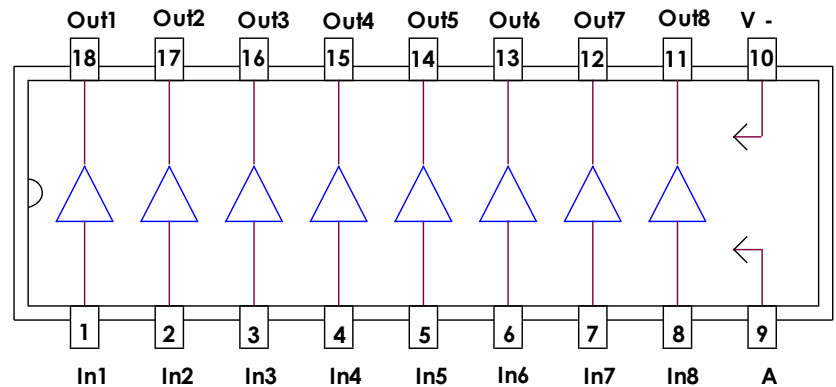 Out1 Out2 Out3 Out4 Out5 Out6 Out7 Out8 V -
18 17 16 15 14 13 12 11 10
1 2 3 4 5 6 7 8 9
In1 In2 In3 In4 In5 In6 In7 In8 A